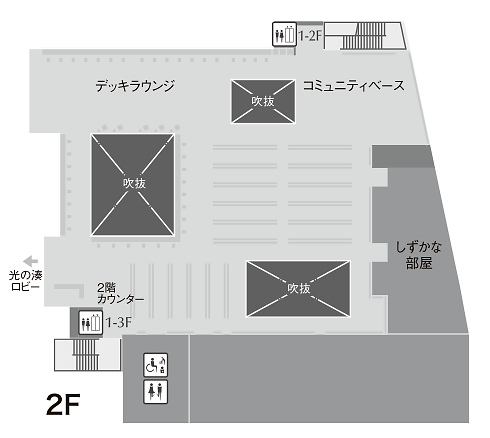 1-2F
デッキラウンジ
コミュニティベース
吹抜
吹抜
しずかな
部屋
光の湊
ロビー
2階
カウンター
吹抜
1-3F
2F